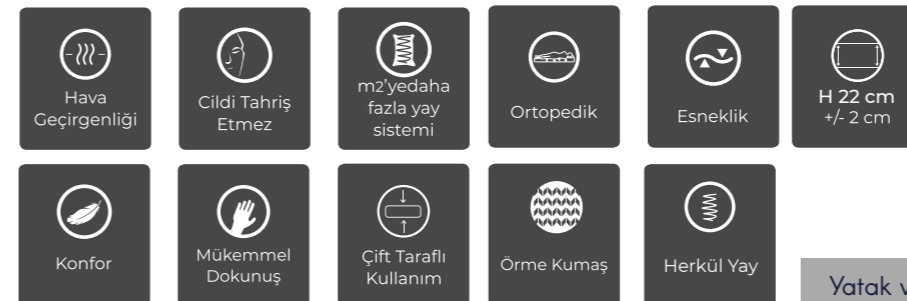 Hava
Geçirgenliği
Cildi Tahriş
Etmez
m2'yedaha
fazla yay
sistemi
Ortopedik
Esneklik
H 22 cm
+/- 2 cm
Konfor
Mükemmel
Dokunuş
Çift Taraflı
Kullanım
Örme Kumaş
Herkül Yay
Yatak v